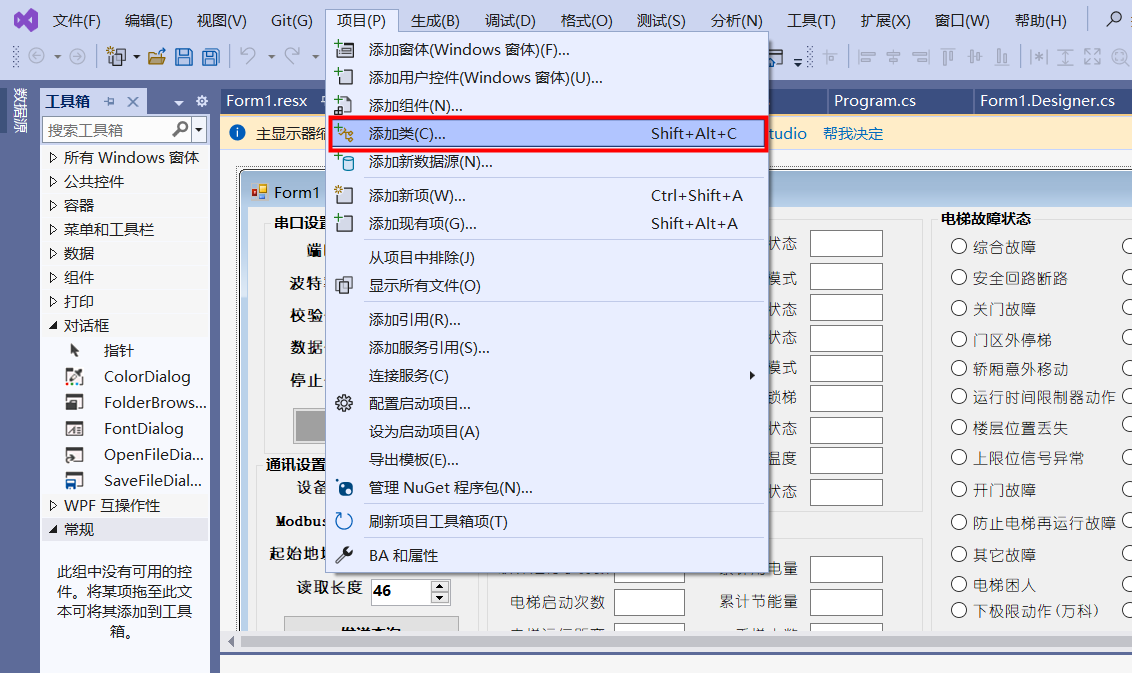 文件(F) 编辑(E) 视图(V) Git(G) 项目(P) 生成(B) 调试(D) 格式(O) 测试(S) 分析(N) 工具(T) 扩展(X) 窗口(W) 帮助(H)
数据源
工具箱
搜索工具箱
所有 Windows 窗体
公共控件
容器
菜单和工具栏
数据
组件
打印
对话框
指针
ColorDialog
FolderBrows...
FontDialog
OpenFileDia...
SaveFileDial...
WPF 互操作性
常规
此组中没有可用的控
件。将某项拖至此文
本可将其添加到工具
箱。
Form1.resx
Program.cs
Form1.Designer.cs
主显示器缩
tudio 帮我决定
添加窗体(Windows 窗体)(F)...
添加用户控件(Windows 窗体)(U)...
添加组件(N)...
添加类(C)... Shift+Alt+C
添加新数据源(N)...
添加新项(W)... Ctrl+Shift+A
添加现有项(G)... Shift+Alt+A
从项目中排除(J)
显示所有文件(O)
添加引用(R)...
添加服务引用(S)...
连接服务(C)
配置启动项目...
设为启动项目(A)
导出模板(E)...
管理 NuGet 程序包(N)...
刷新项目工具箱项(T)
BA 和属性
Form1
串口设置
端
波特
校验
数据
停止
通讯设置
设备
Modbus
起始地
读取长度 46
状态
模式
状态
状态
模式
锁梯
状态
温度
状态
电量
电梯启动次数
累计节能量
电梯故障状态
综合故障
安全回路断路
关门故障
门区外停梯
轿厢意外移动
运行时间限制器动作
楼层位置丢失
上限位信号异常
开门故障
防止电梯再运行故障
其它故障
电梯困人
下极限动作(万科)